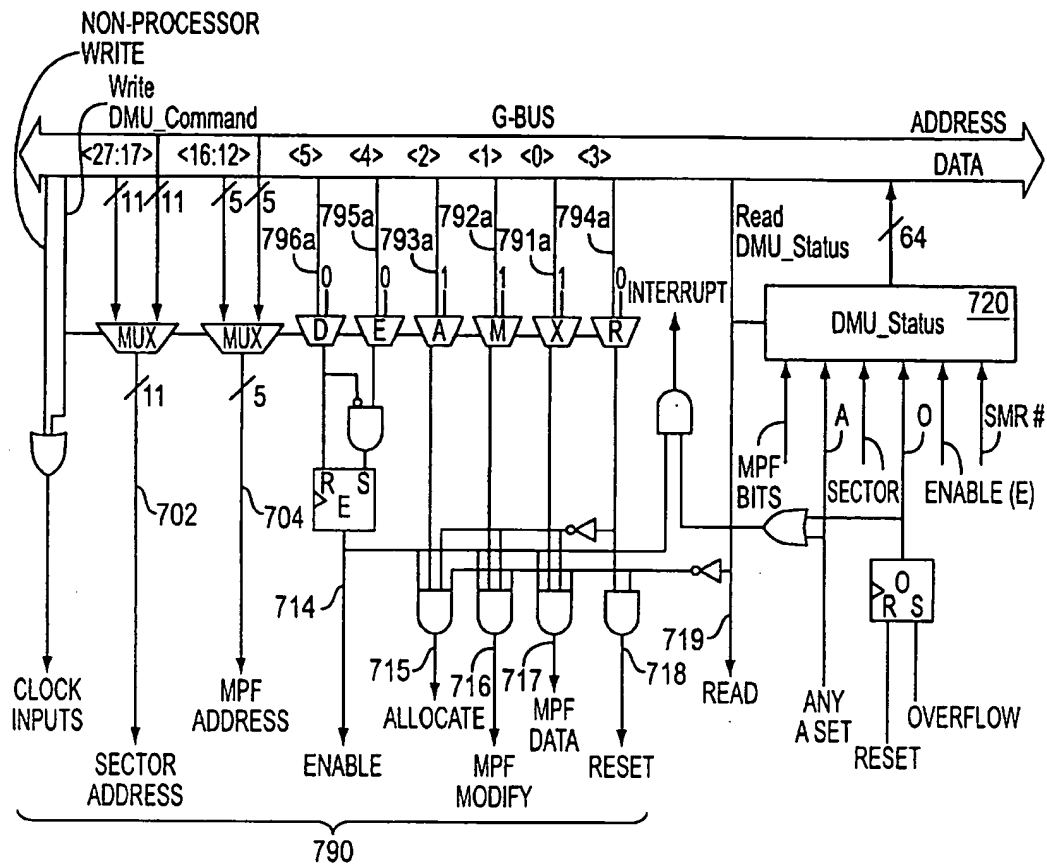 NON-PROCESSOR
WRITE
Write
DMU_Command
G-BUS
ADDRESS
DATA
<27:17>
<16:12>
<5>
<4>
<2>
<1>
<0>
<3>
11
11
5
5
796a
795a
793a
792a
791a
794a
0
0
1
1
1
0
Read
DMU_Status
64
INTERRUPT
MUX
MUX
D
E
A
M
X
R
DMU_Status
720
11
5
MPF
BITS
A
SECTOR
O
ENABLE (E)
SMR #
R
S
E
702
704
O
R
S
714
715
716
717
718
719
CLOCK
INPUTS
SECTOR
ADDRESS
MPF
ADDRESS
ENABLE
ALLOCATE
MPF
MODIFY
MPF
DATA
RESET
READ
ANY
A SET
RESET
OVERFLOW
790